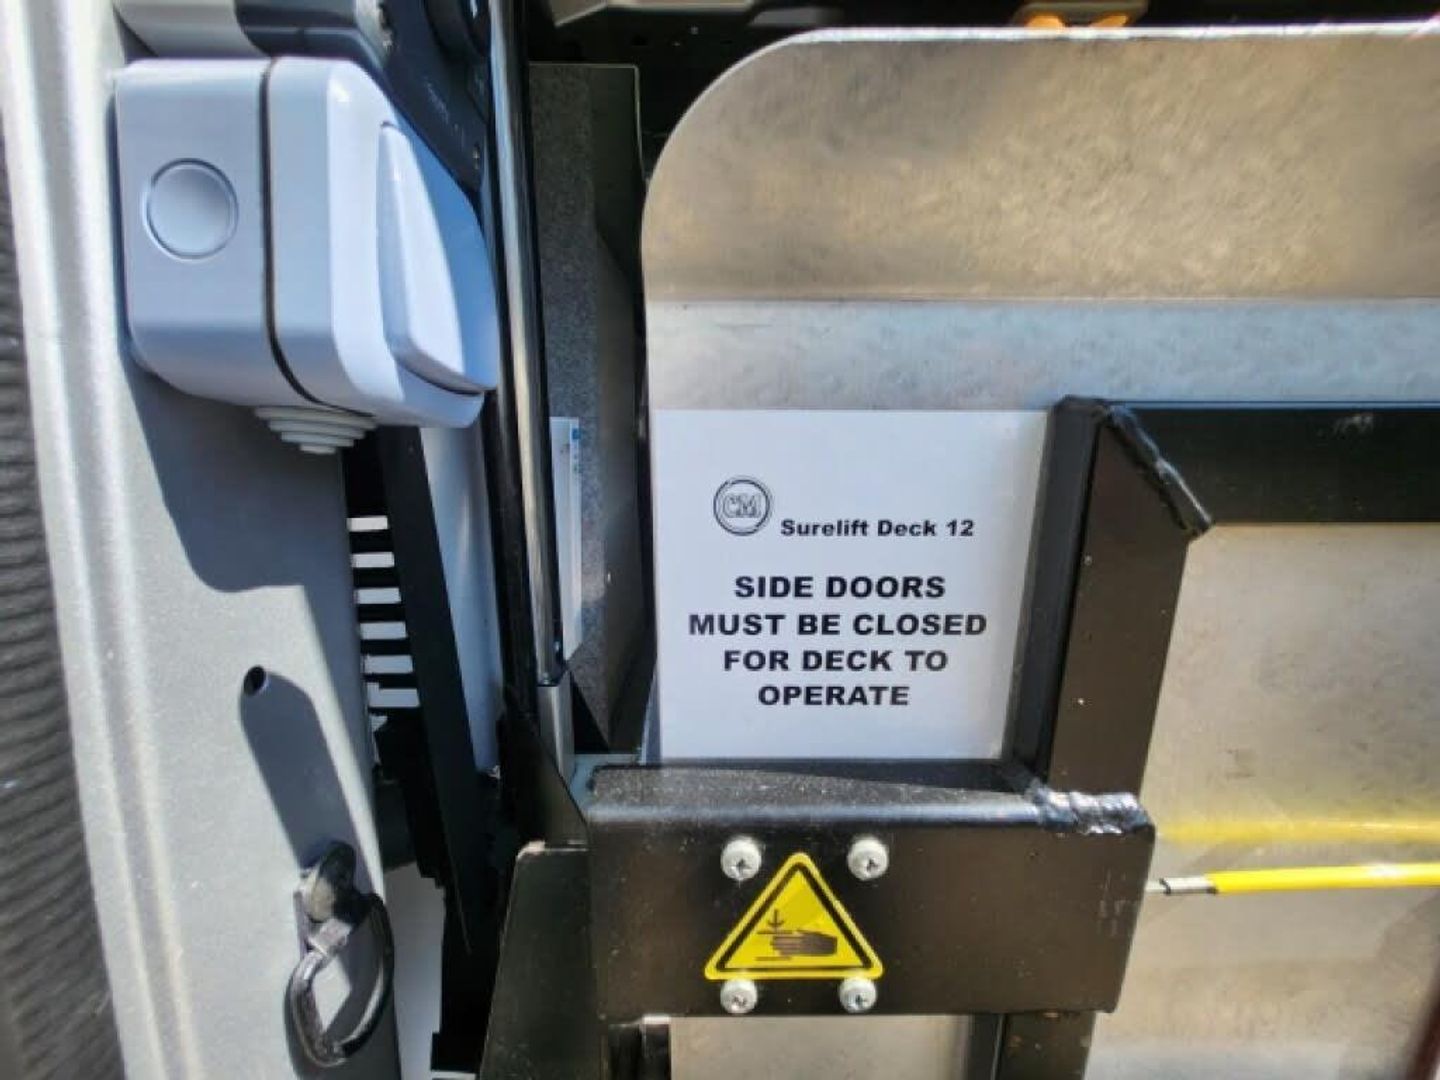 CM
Surelift Deck 12
SIDE DOORS
MUST BE CLOSED
FOR DECK TO
OPERATE